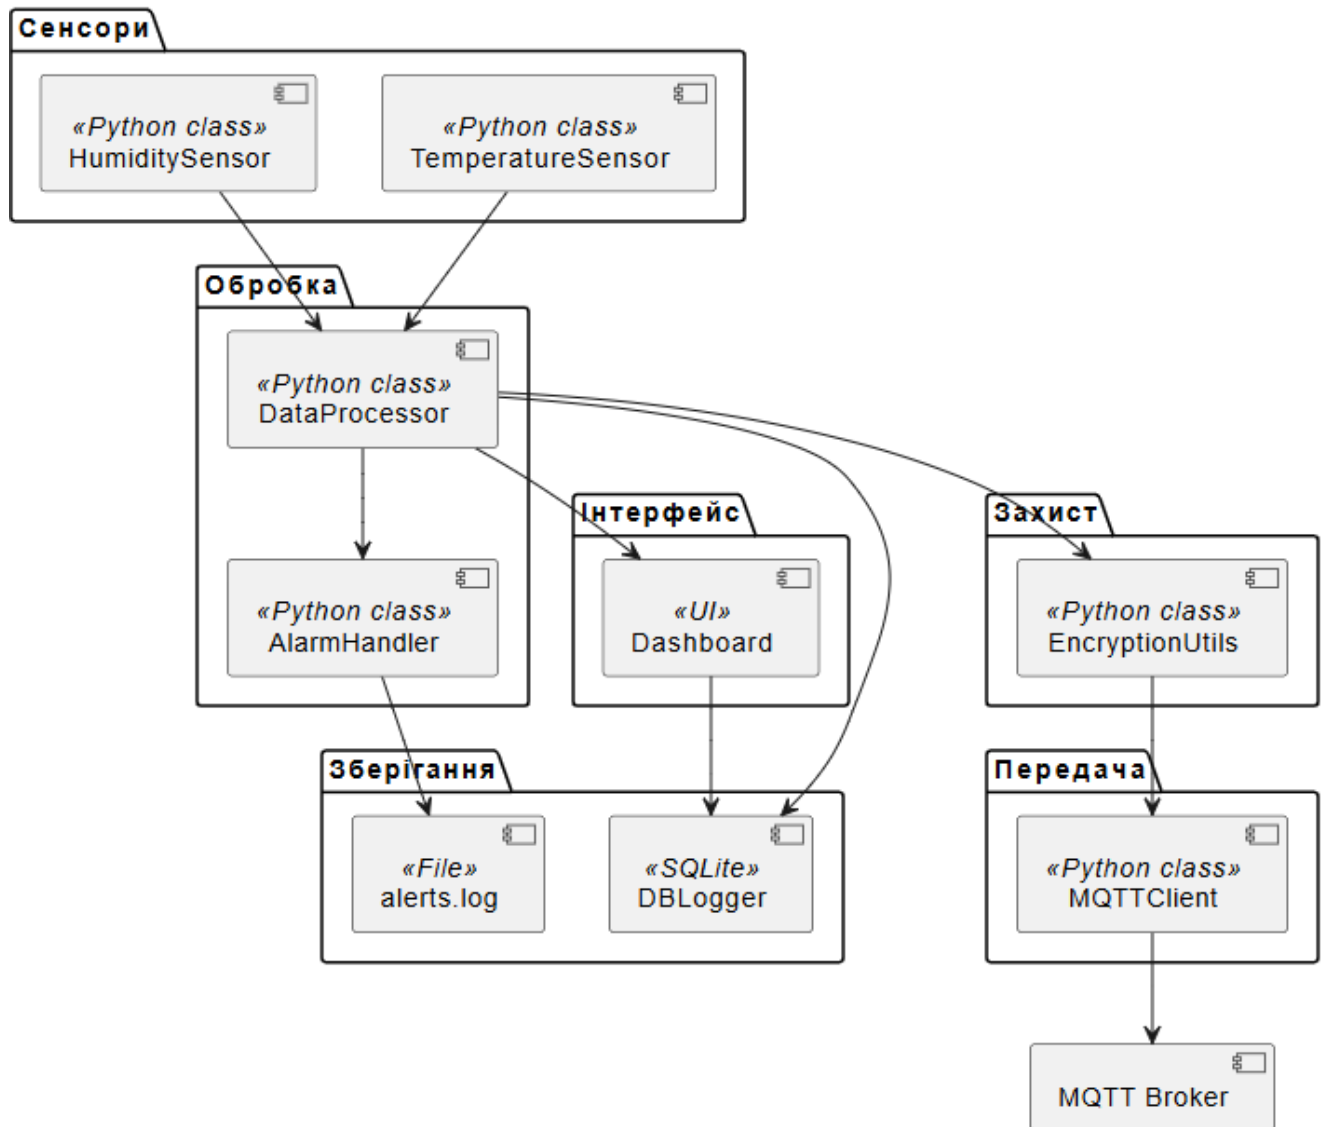 Сенсори
«Python class»
HumiditySensor
«Python class»
TemperatureSensor
Обробка
«Python class»
DataProcessor
«Python class»
AlarmHandler
Інтерфейс
«UI»
Dashboard
Захист
«Python class»
EncryptionUtils
Зберігання
«File»
alerts.log
«SQLite»
DBLogger
Передача
«Python class»
MQTTClient
MQTT Broker